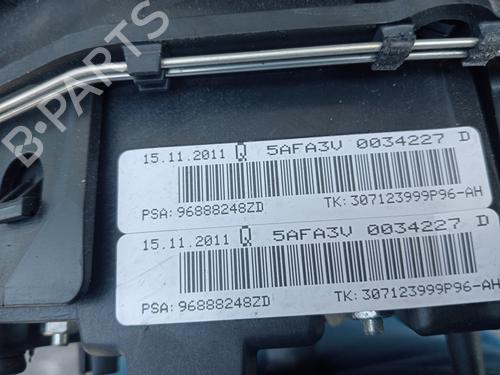 15.11.2011 Q 5AFA3V 0034227 D
PSA:96888248ZD TK:307123999P96-AH
15.11.2011 Q 5AFA3V 0034227 D
PSA:96888248ZD TK:307123999P96-AH
B-PARTS